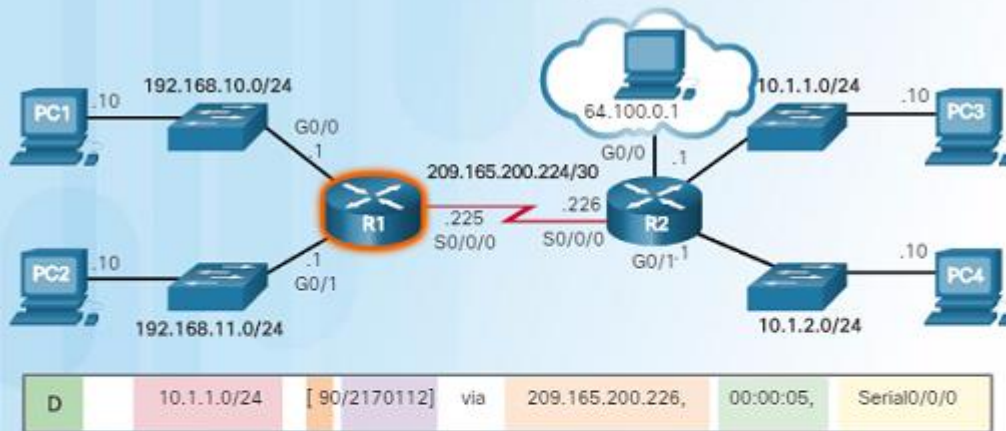 192.168.10.0/24
10.1.1.0/24
PC1
.10
64.100.0.1
.10
PC3
G0/0
G0/0
.1
.1
209.165.200.224/30
R1
.225
.226
R2
S0/0/0
S0/0/0
PC2
.10
.1
G0/1
G0/1
.1
.10
PC4
192.168.11.0/24
10.1.2.0/24
D 10.1.1.0/24 [ 90/2170112] via 209.165.200.226, 00:00:05, Serial0/0/0